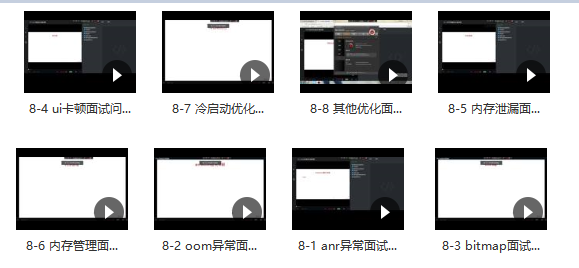 8-4 ui卡顿面试问...
8-7 冷启动优化...
8-8 其他优化面...
8-5 内存泄漏面...
8-6 内存管理面...
8-2 oom异常面...
8-1 anr异常面试...
8-3 bitmap面试...